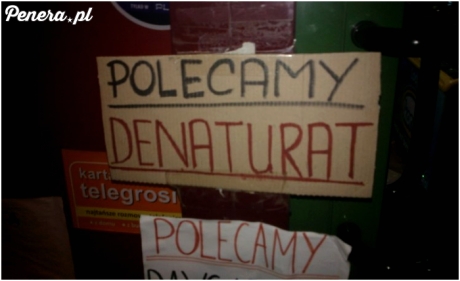 Penera.pl
POLECAMY
DENATURAT
karta
telegrosi
POLECAMY